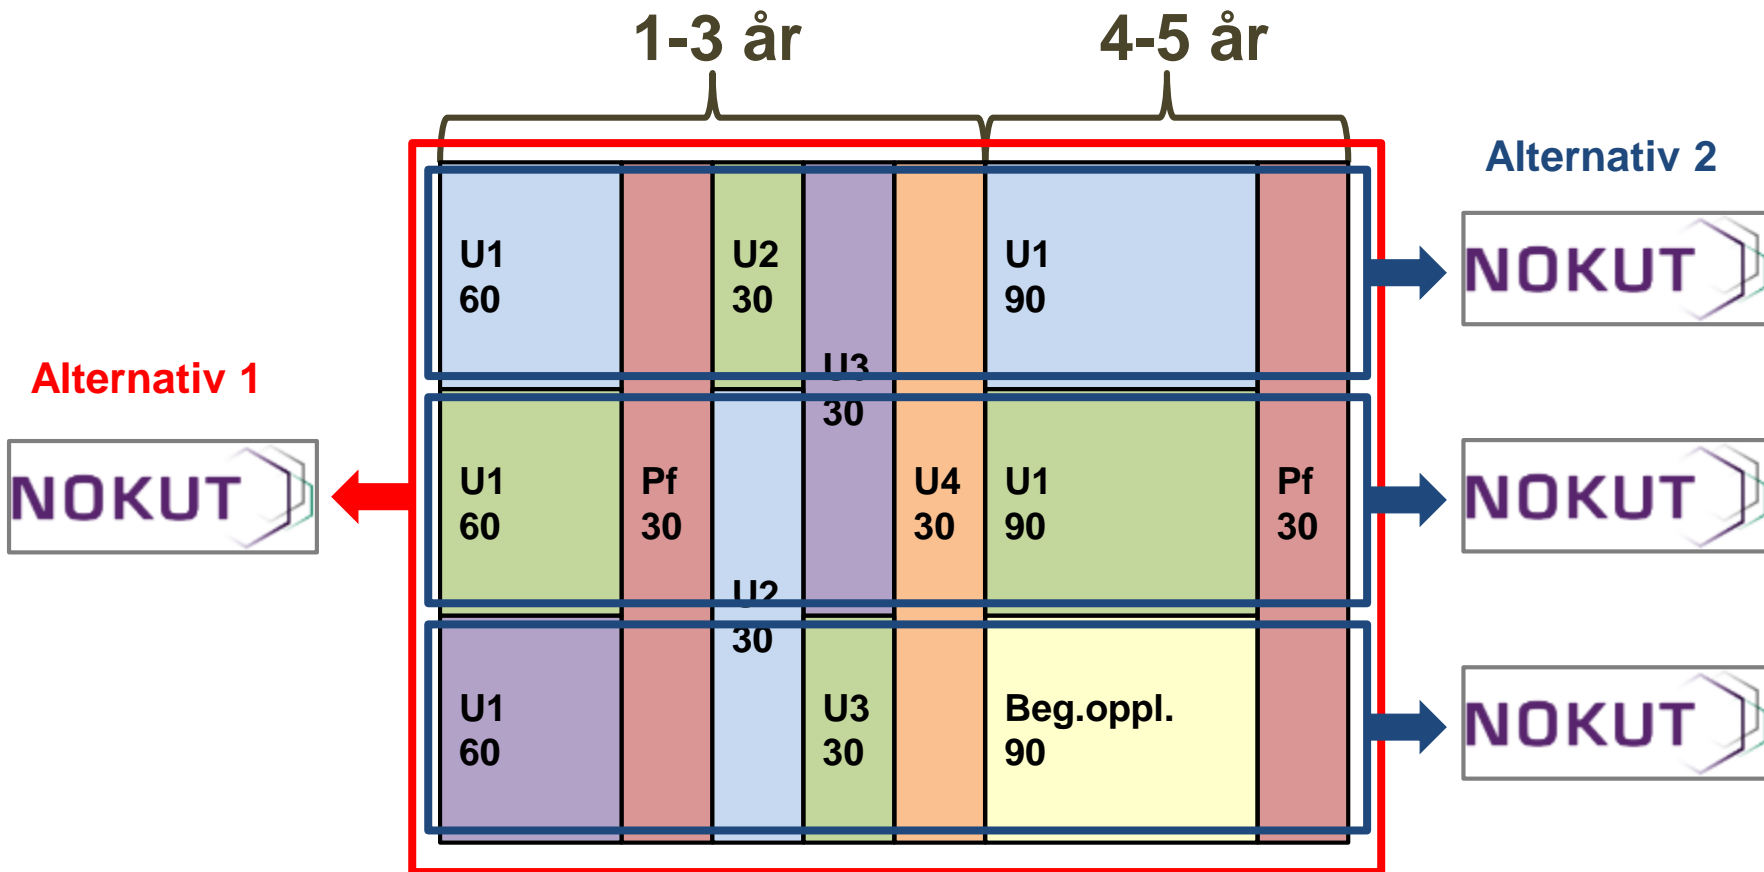 1-3 år
4-5 år
Alternativ 2
Alternativ 1
U1
60
U2
30
U1
90
NOKUT
U3
30
NOKUT
U1
60
Pf
30
U4
30
U1
90
Pf
30
NOKUT
U2
30
U1
60
U3
30
Beg.oppl.
90
NOKUT